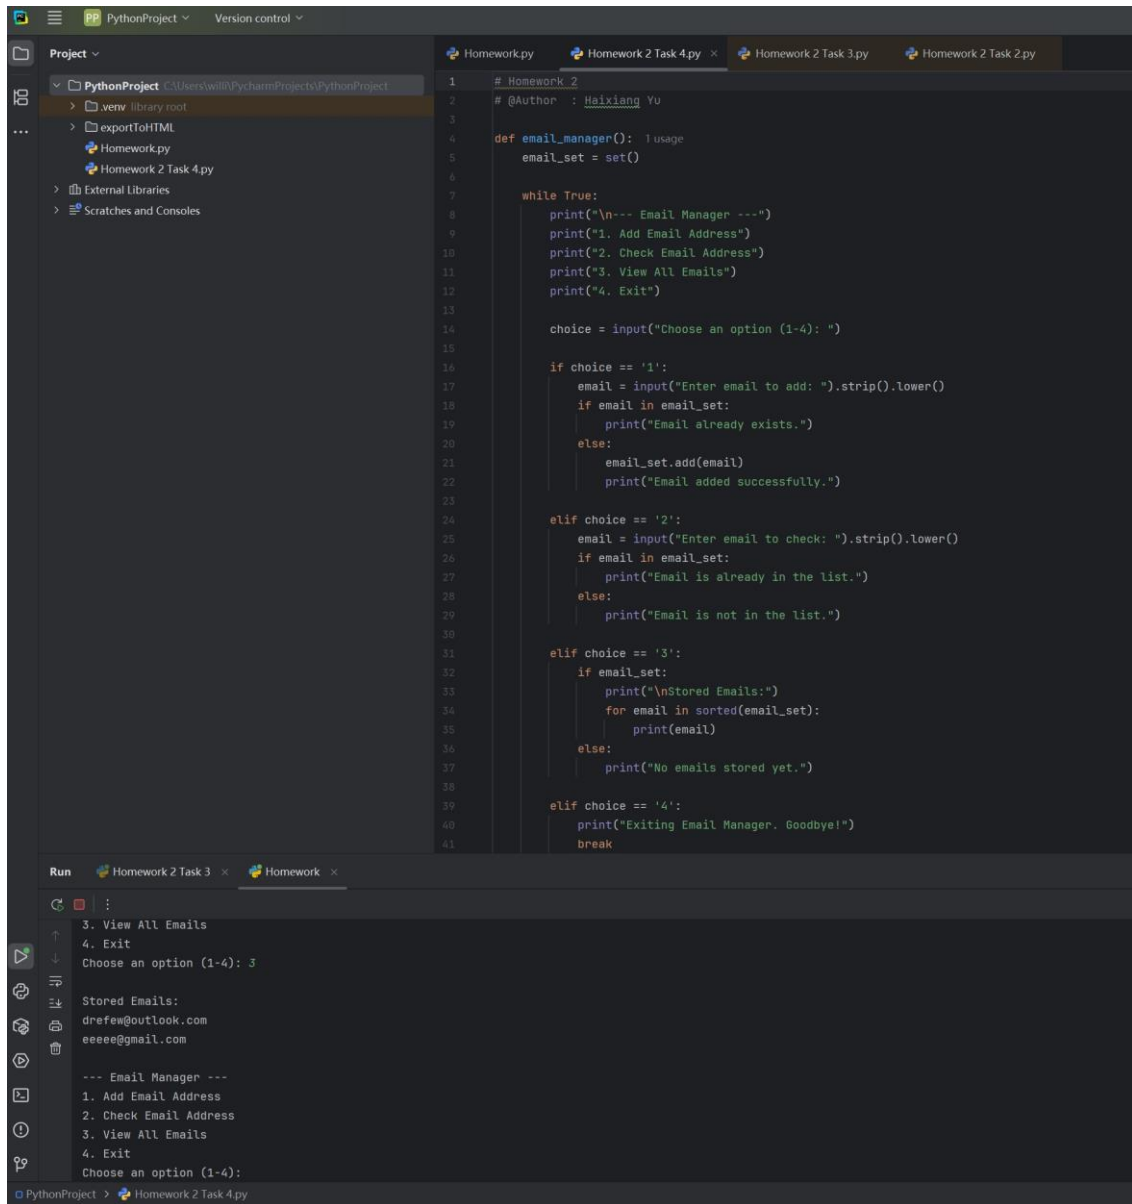 PP PythonProject Version control
Project
PythonProject C:\Users\willi\PycharmProjects\PythonProject
.venv library root
exportToHTML
Homework.py
Homework 2 Task 4.py
External Libraries
Scratches and Consoles
Homework.py Homework 2 Task 4.py × Homework 2 Task 3.py Homework 2 Task 2.py
1 # Homework 2
2 # @Author : Haixiang Yu
3
4 def email_manager(): 1 usage
5 email_set = set()
6
7 while True:
8 print("\n--- Email Manager ---")
9 print("1. Add Email Address")
10 print("2. Check Email Address")
11 print("3. View All Emails")
12 print("4. Exit")
13
14 choice = input("Choose an option (1-4): ")
15
16 if choice == '1':
17 email = input("Enter email to add: ").strip().lower()
18 if email in email_set:
19 print("Email already exists.")
20 else:
21 email_set.add(email)
22 print("Email added successfully.")
23
24 elif choice == '2':
25 email = input("Enter email to check: ").strip().lower()
26 if email in email_set:
27 print("Email is already in the list.")
28 else:
29 print("Email is not in the list.")
30
31 elif choice == '3':
32 if email_set:
33 print("\nStored Emails:")
34 for email in sorted(email_set):
35 print(email)
36 else:
37 print("No emails stored yet.")
38
39 elif choice == '4':
40 print("Exiting Email Manager. Goodbye!")
41 break
Run Homework 2 Task 3 × Homework ×
3. View All Emails
4. Exit
Choose an option (1-4): 3
Stored Emails:
drefew@outlook.com
eeeee@gmail.com
--- Email Manager ---
1. Add Email Address
2. Check Email Address
3. View All Emails
4. Exit
Choose an option (1-4):
PythonProject > Homework 2 Task 4.py